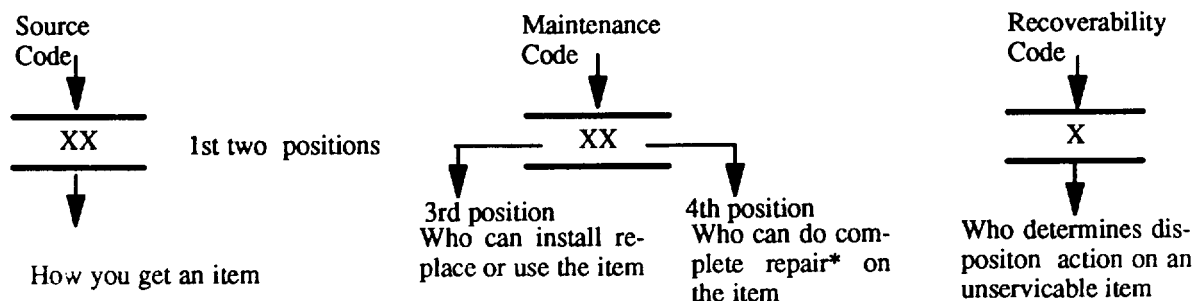 Source
Code
XX
1st two positions
How you get an item
Maintenance
Code
XX
3rd position
Who can install re-
place or use the item
4th position
Who can do com-
plete repair* on
the item
Recoverability
Code
X
Who determines dis-
positon action on an
unservicable item